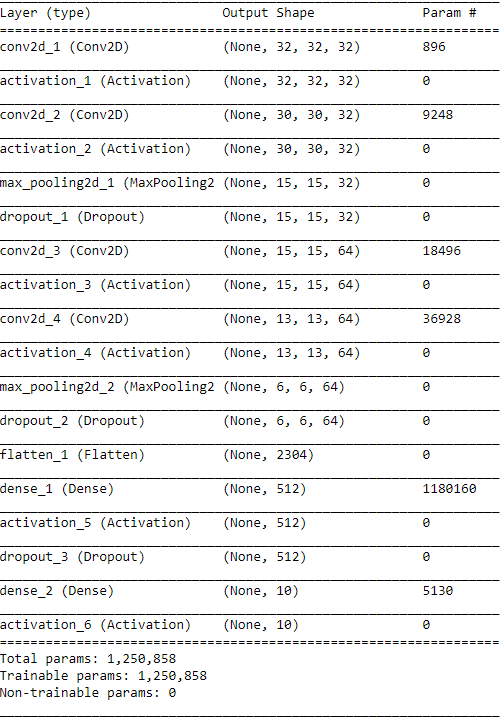 Layer (type) Output Shape Param #
=================================================================
conv2d_1 (Conv2D) (None, 32, 32, 32) 896
_________________________________________________________________
activation_1 (Activation) (None, 32, 32, 32) 0
_________________________________________________________________
conv2d_2 (Conv2D) (None, 30, 30, 32) 9248
_________________________________________________________________
activation_2 (Activation) (None, 30, 30, 32) 0
_________________________________________________________________
max_pooling2d_1 (MaxPooling2 (None, 15, 15, 32) 0
_________________________________________________________________
dropout_1 (Dropout) (None, 15, 15, 32) 0
_________________________________________________________________
conv2d_3 (Conv2D) (None, 15, 15, 64) 18496
_________________________________________________________________
activation_3 (Activation) (None, 15, 15, 64) 0
_________________________________________________________________
conv2d_4 (Conv2D) (None, 13, 13, 64) 36928
_________________________________________________________________
activation_4 (Activation) (None, 13, 13, 64) 0
_________________________________________________________________
max_pooling2d_2 (MaxPooling2 (None, 6, 6, 64) 0
_________________________________________________________________
dropout_2 (Dropout) (None, 6, 6, 64) 0
_________________________________________________________________
flatten_1 (Flatten) (None, 2304) 0
_________________________________________________________________
dense_1 (Dense) (None, 512) 1180160
_________________________________________________________________
activation_5 (Activation) (None, 512) 0
_________________________________________________________________
dropout_3 (Dropout) (None, 512) 0
_________________________________________________________________
dense_2 (Dense) (None, 10) 5130
_________________________________________________________________
activation_6 (Activation) (None, 10) 0
=================================================================
Total params: 1,250,858
Trainable params: 1,250,858
Non-trainable params: 0
_________________________________________________________________